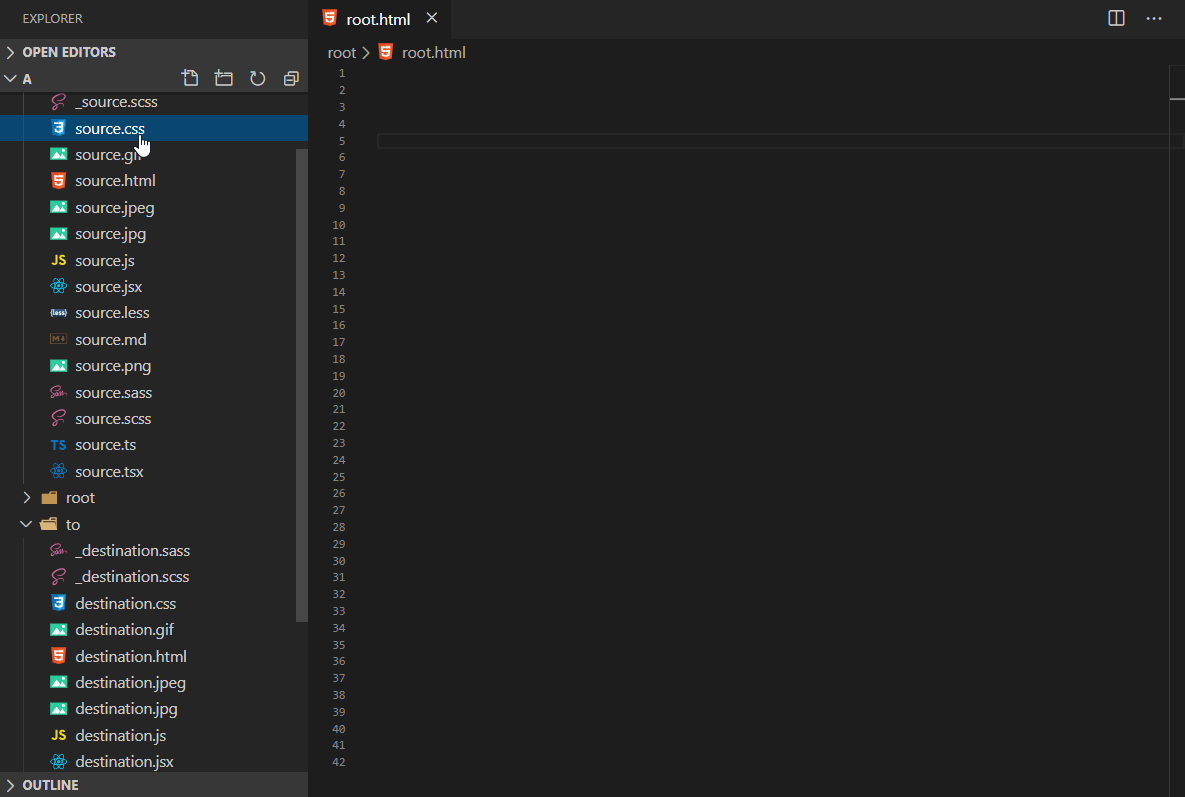 EXPLORER
OPEN EDITORS
A
_source.scss
source.css
source.gif
source.html
source.jpeg
source.jpg
JS source.js
source.jsx
{less} source.less
M source.md
source.png
Sass source.sass
source.scss
TS source.ts
source.tsx
root
to
Sass _destination.sass
_destination.scss
destination.css
destination.gif
5 destination.html
destination.jpeg
destination.jpg
JS destination.js
destination.jsx
OUTLINE
5 root.html
root > 5 root.html
1
2
3
4
5
6
7
8
9
10
11
12
13
14
15
16
17
18
19
20
21
22
23
24
25
26
27
28
29
30
31
32
33
34
35
36
37
38
39
40
41
42